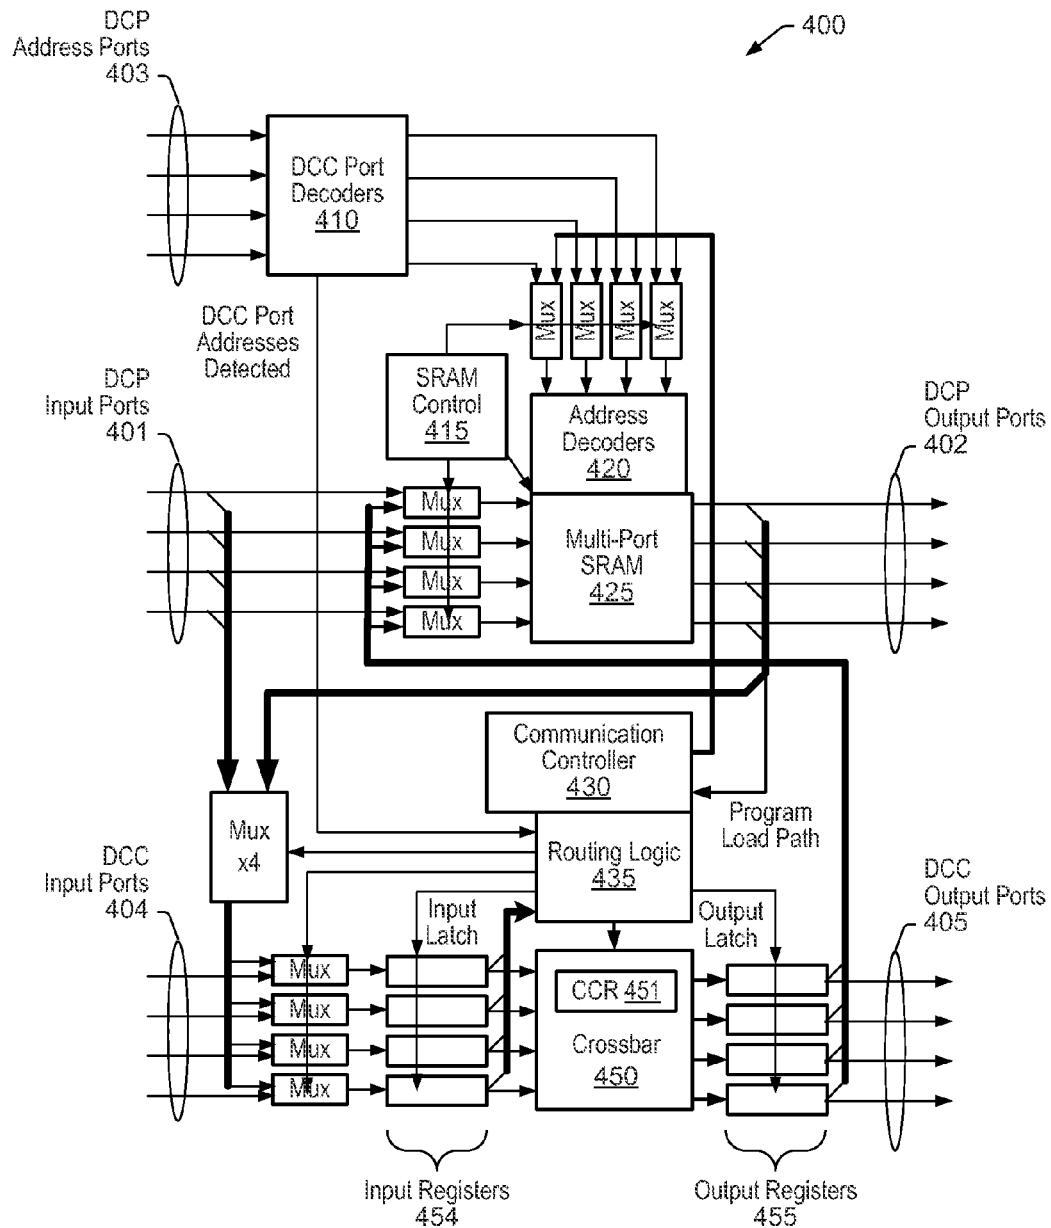 DCP
Address Ports
403
400
DCC Port
Decoders
410
DCC Port
Addresses
Detected
Mux
Mux
Mux
Mux
SRAM
Control
415
Address
Decoders
420
DCP
Input Ports
401
DCP
Output Ports
402
Mux
Mux
Mux
Mux
Multi-Port
SRAM
425
Communication
Controller
430
Program
Load Path
Mux
x4
Routing Logic
435
DCC
Input Ports
404
DCC
Output Ports
405
Input
Latch
Output
Latch
Mux
Mux
Mux
Mux
CCR 451
Crossbar
450
Input Registers
454
Output Registers
455